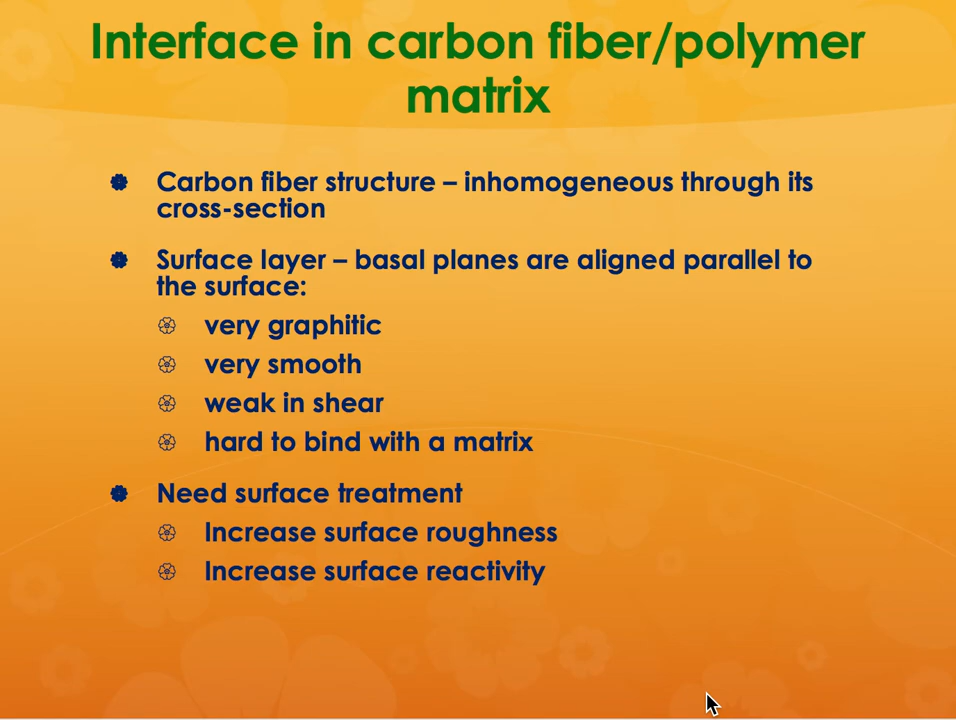 Interface in carbon fiber/polymer
matrix
Carbon fiber structure – inhomogeneous through its
cross-section
Surface layer – basal planes are aligned parallel to
the surface:
very graphitic
very smooth
weak in shear
hard to bind with a matrix
Need surface treatment
Increase surface roughness
Increase surface reactivity